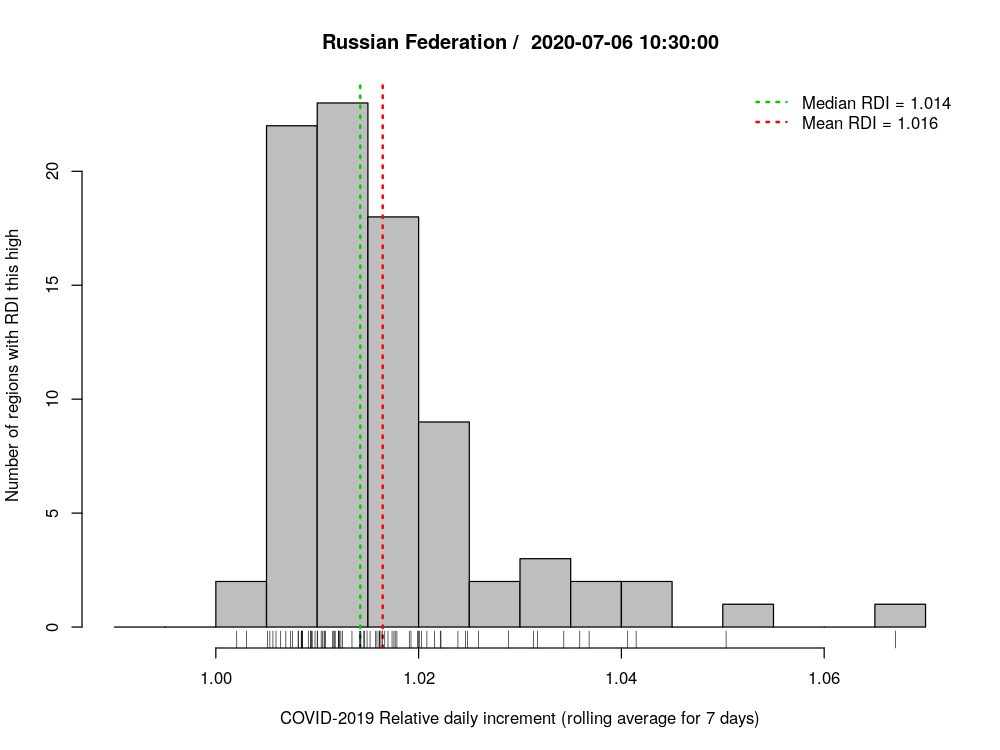 Russian Federation /  2020-07-06 10:30:00
Median RDI = 1.014
Mean RDI = 1.016
Number of regions with RDI this high
20
15
10
5
0
1.00 1.02 1.04 1.06
COVID-2019 Relative daily increment (rolling average for 7 days)